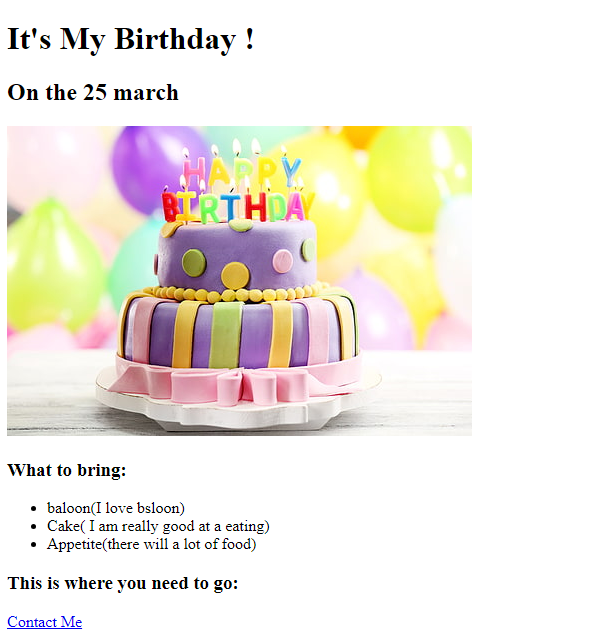 It's My Birthday !
On the 25 march
HAPPY
BIRTHDAY
What to bring:
baloon(I love bsloon)
Cake( I am really good at a eating)
Appetite(there will a lot of food)
This is where you need to go:
Contact Me